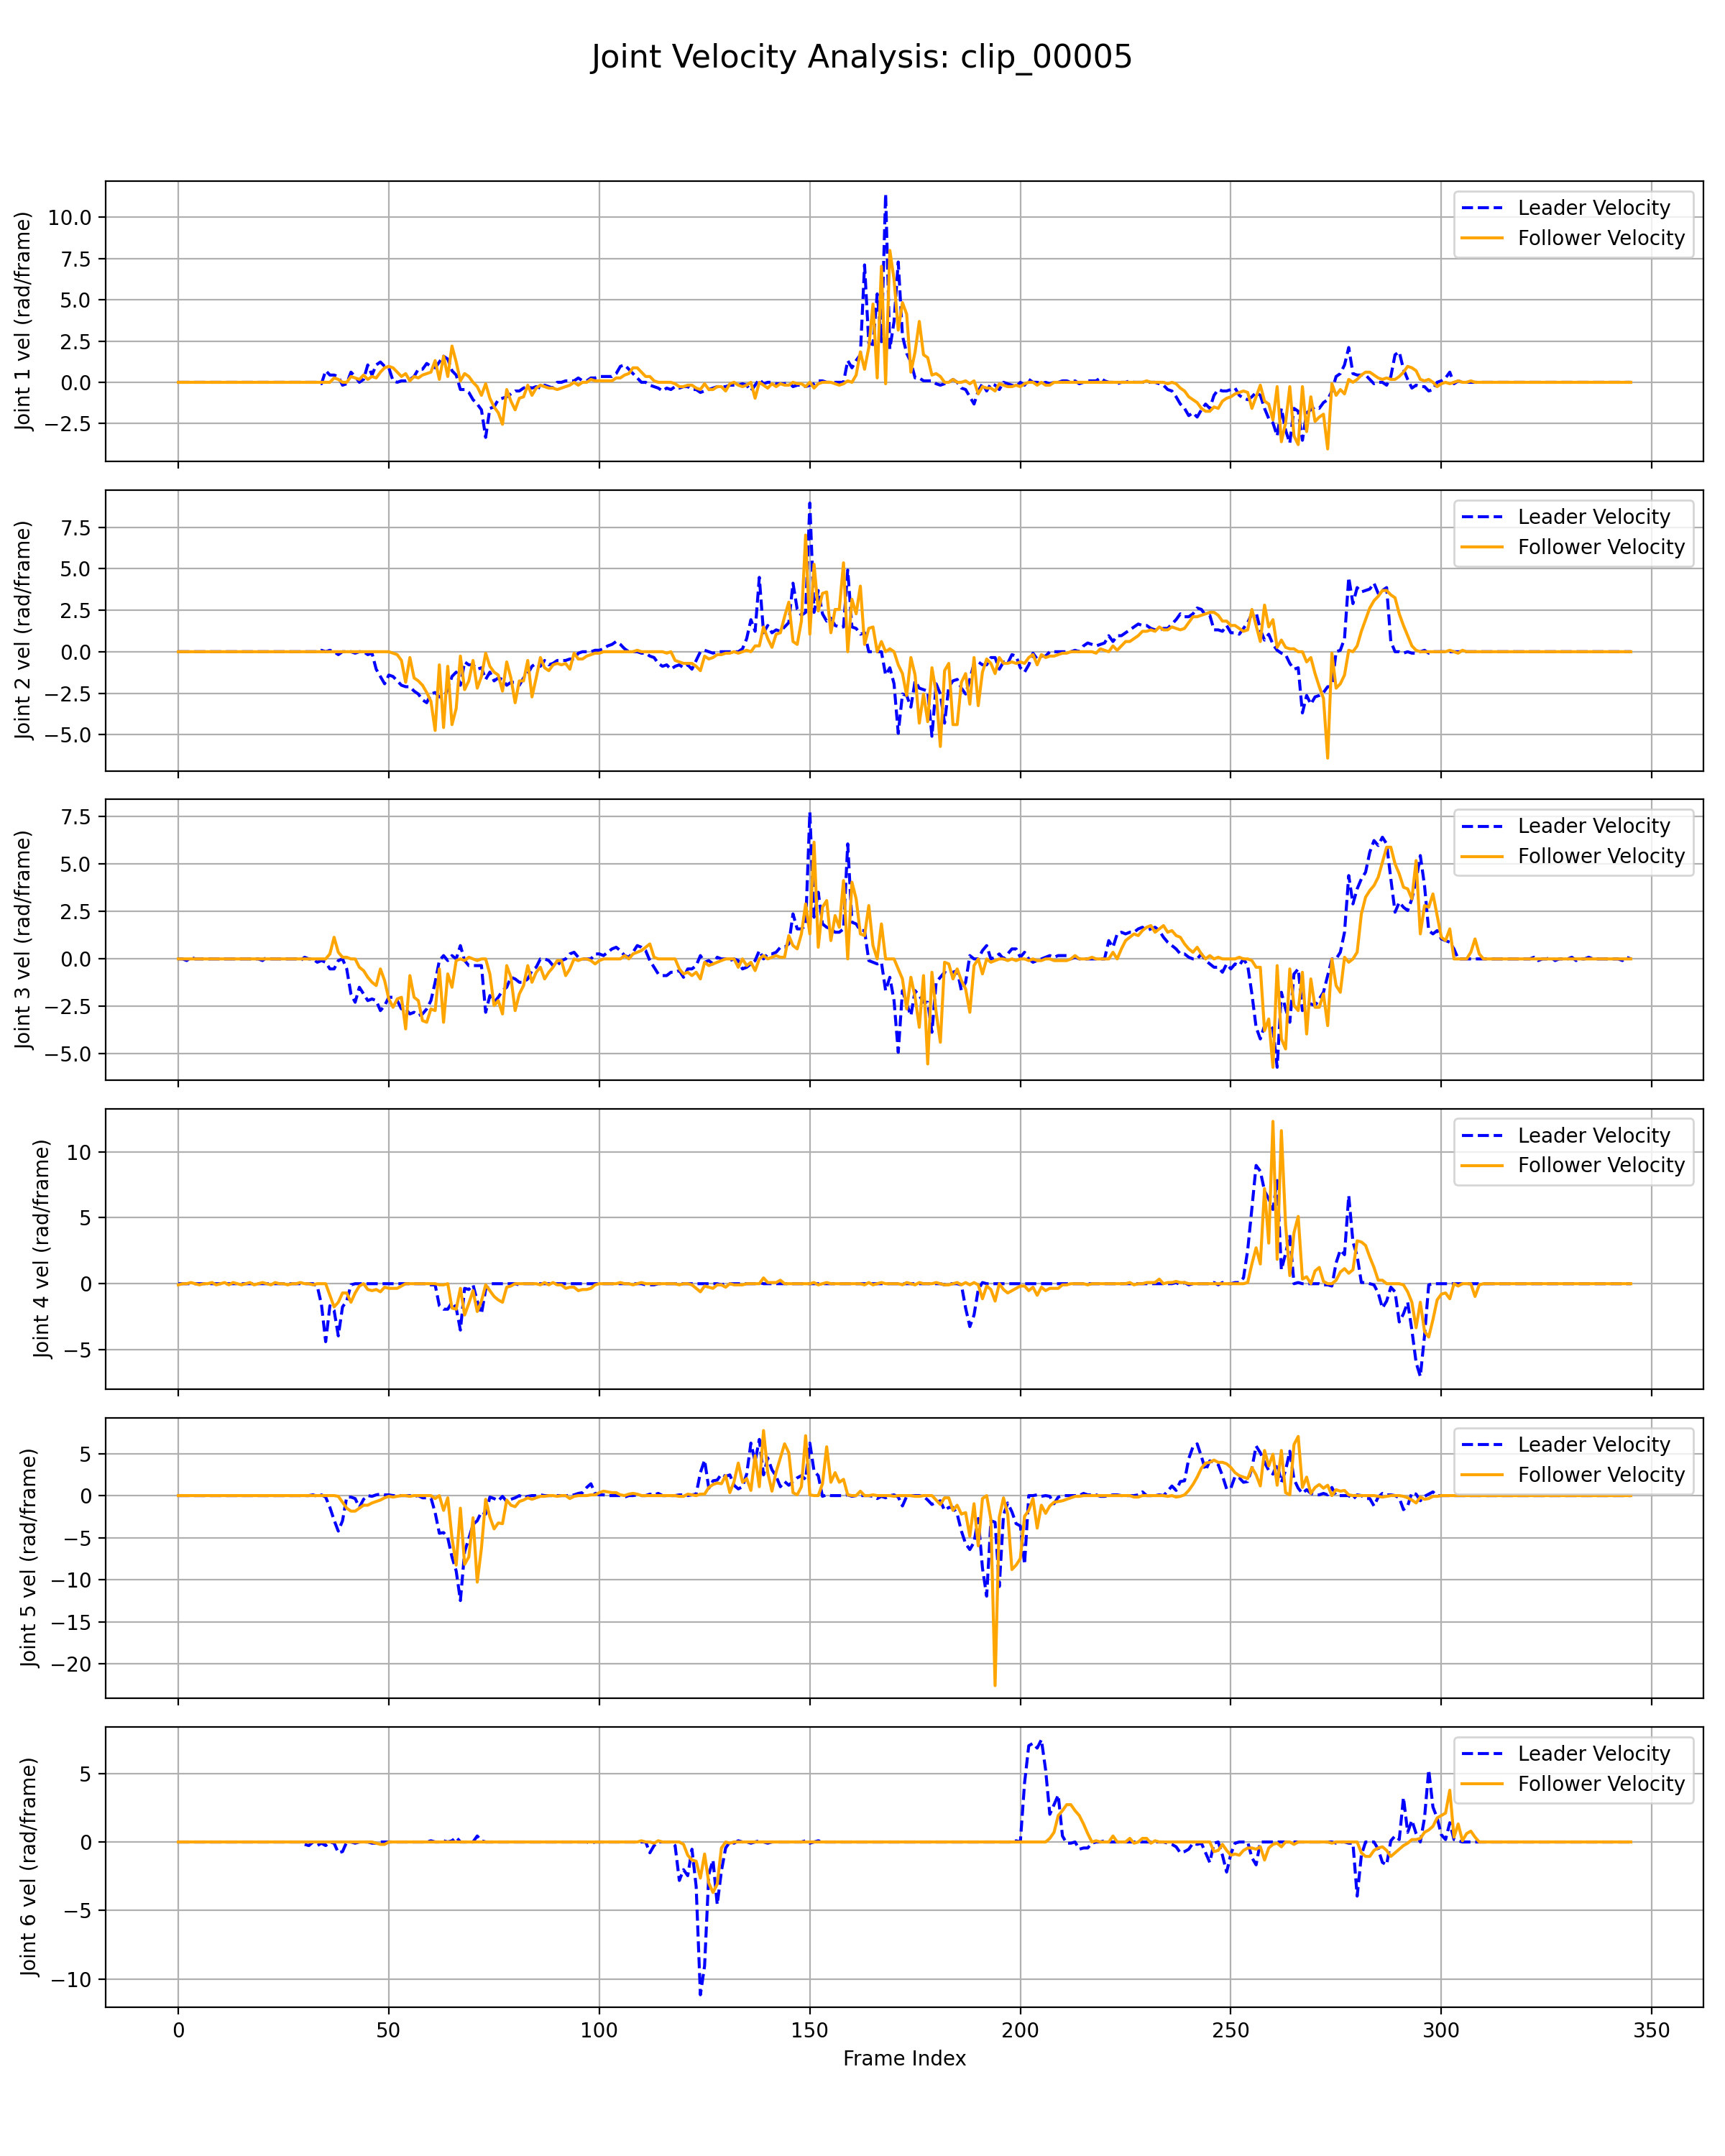 Joint Velocity Analysis: clip_00005
Joint 1 vel (rad/frame)
10.0
7.5
5.0
2.5
0.0
−2.5
Leader Velocity
Follower Velocity
Joint 2 vel (rad/frame)
7.5
5.0
2.5
0.0
−2.5
−5.0
Leader Velocity
Follower Velocity
Joint 3 vel (rad/frame)
7.5
5.0
2.5
0.0
−2.5
−5.0
Leader Velocity
Follower Velocity
Joint 4 vel (rad/frame)
10
5
0
−5
Leader Velocity
Follower Velocity
Joint 5 vel (rad/frame)
5
0
−5
−10
−15
−20
Leader Velocity
Follower Velocity
Joint 6 vel (rad/frame)
5
0
−5
−10
Leader Velocity
Follower Velocity
0 50 100 150 200 250 300 350
Frame Index